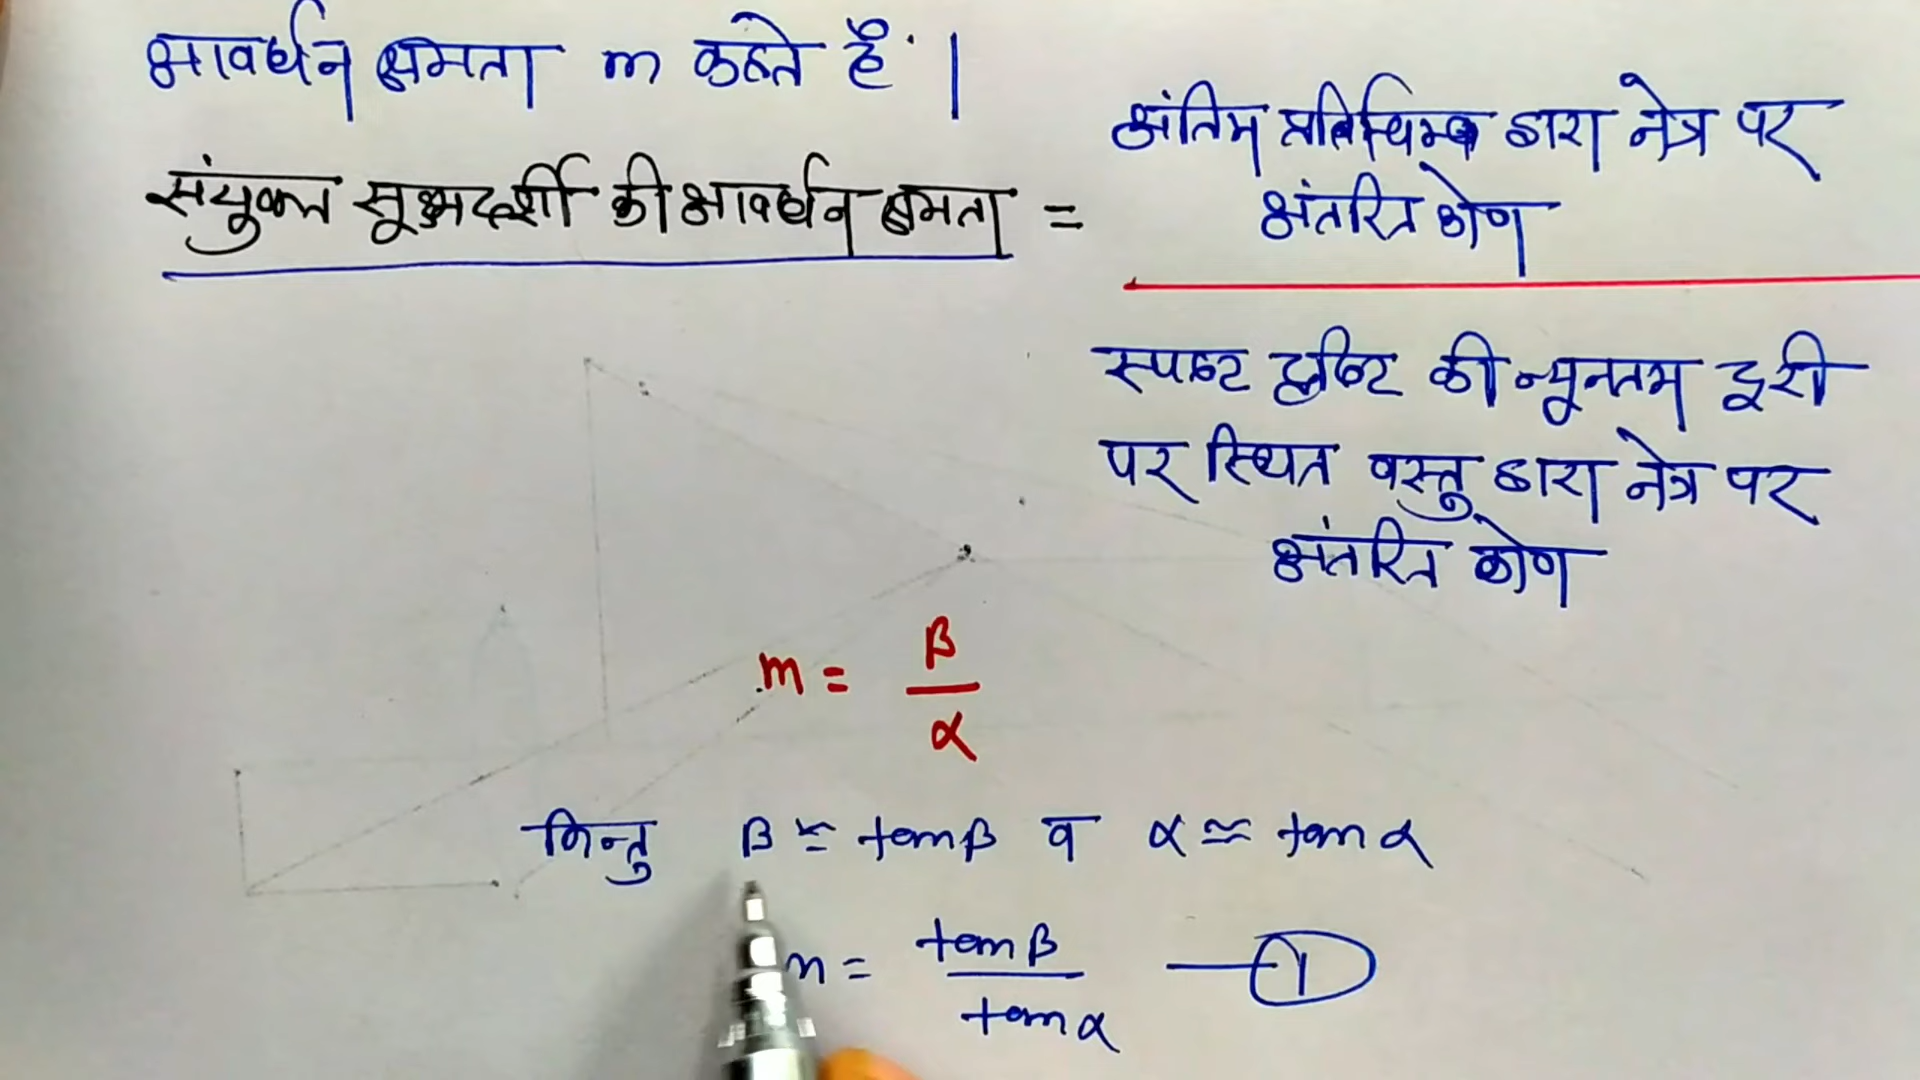 आवर्धन क्षमता m कहते हैं।
संयुक्त सूक्ष्मदर्शी की आवर्धन क्षमता =
अंतिम प्रतिबिम्ब द्वारा नेत्र पर
अंतरित कोण
स्पष्ट दृष्टि की न्यूनतम दूरी
पर स्थित वस्तु द्वारा नेत्र पर
अंतरित कोण
m = β / α
किन्तु β ≃ tanβ व α ≃ tanα
m = tanβ / tanα — 1